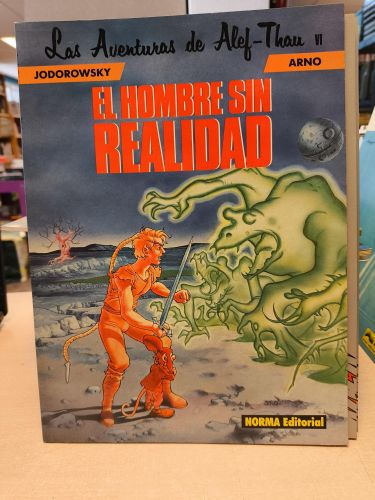 Las Aventuras de Alef-Thau VI
JODOROWSKY
ARNO
EL HOMBRE SIN
REALIDAD
NORMA Editorial